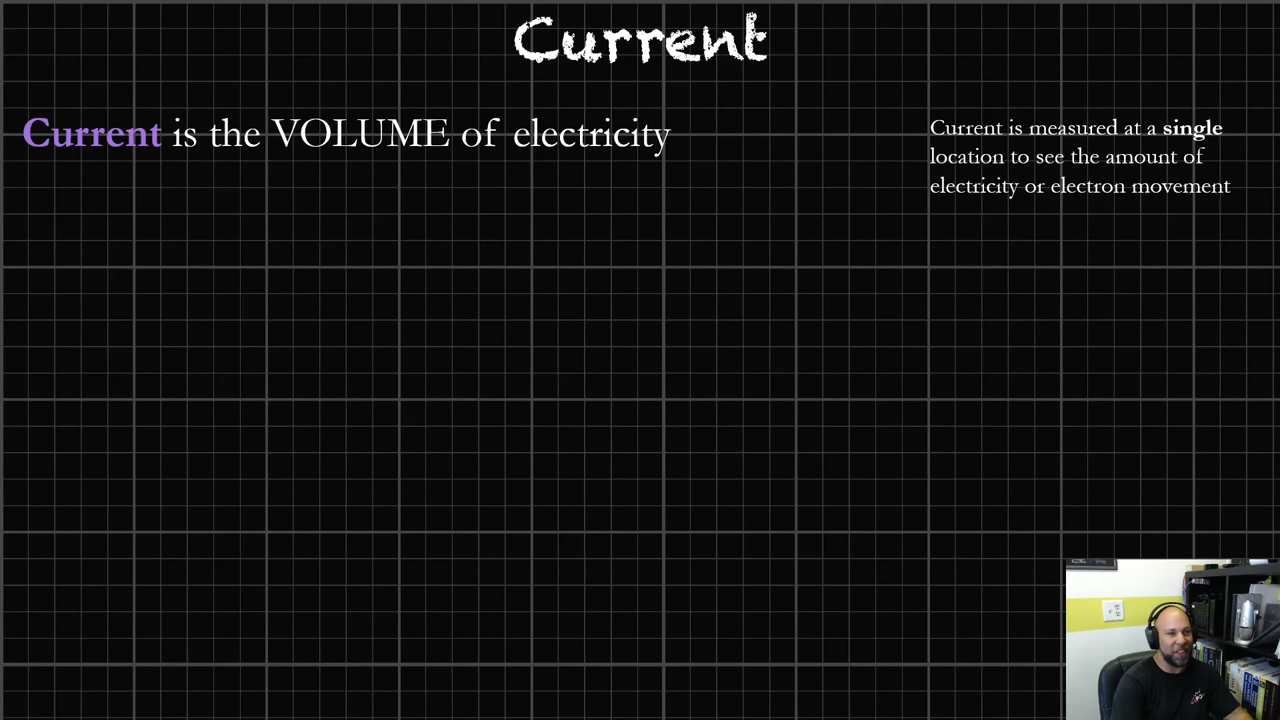 Current
Current is the VOLUME of electricity
Current is measured at a single
location to see the amount of
electricity or electron movement